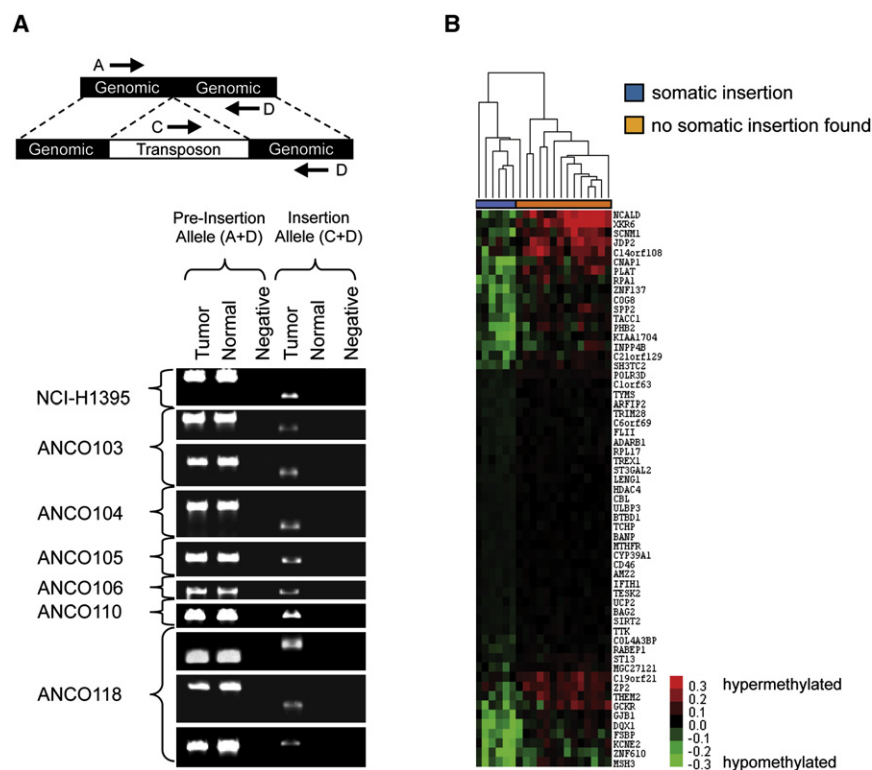 A
A
Genomic
Genomic
D
C
Genomic
Transposon
Genomic
D
Pre-Insertion
Allele (A+D)
Insertion
Allele (C+D)
Tumor
Normal
Negative
Tumor
Normal
Negative
NCI-H1395
ANCO103
ANCO104
ANCO105
ANCO106
ANCO110
ANCO118
B
somatic insertion
no somatic insertion found
NCALD
XKR6
SCNM1
JDP2
C14orf108
CNAP1
PLAT
RPA1
ZNF137
COG8
SPP2
TACC1
PHB2
KIAA1704
INPP4B
C21orf129
SH3TC2
POLR3D
C1orf63
TYMS
ARFIP2
TRIM28
C6orf69
FLII
ADARB1
RPL17
TREX1
ST3GAL2
LENG1
HDAC4
CBL
ULBP3
BTBD1
TCHP
BANP
MTHFR
CYP39A1
CD46
AMZ2
IFIH1
TESK2
UCP2
BAG2
SIRT2
TTK
COL4A3BP
RABEP1
ST13
MGC27121
C19orf21
ZP2
THEM2
GCKR
GJB1
DQX1
FSBP
KCNE2
ZNF610
MSH3
0.3
0.2
0.1
0.0
-0.1
-0.2
-0.3
hypermethylated
hypomethylated